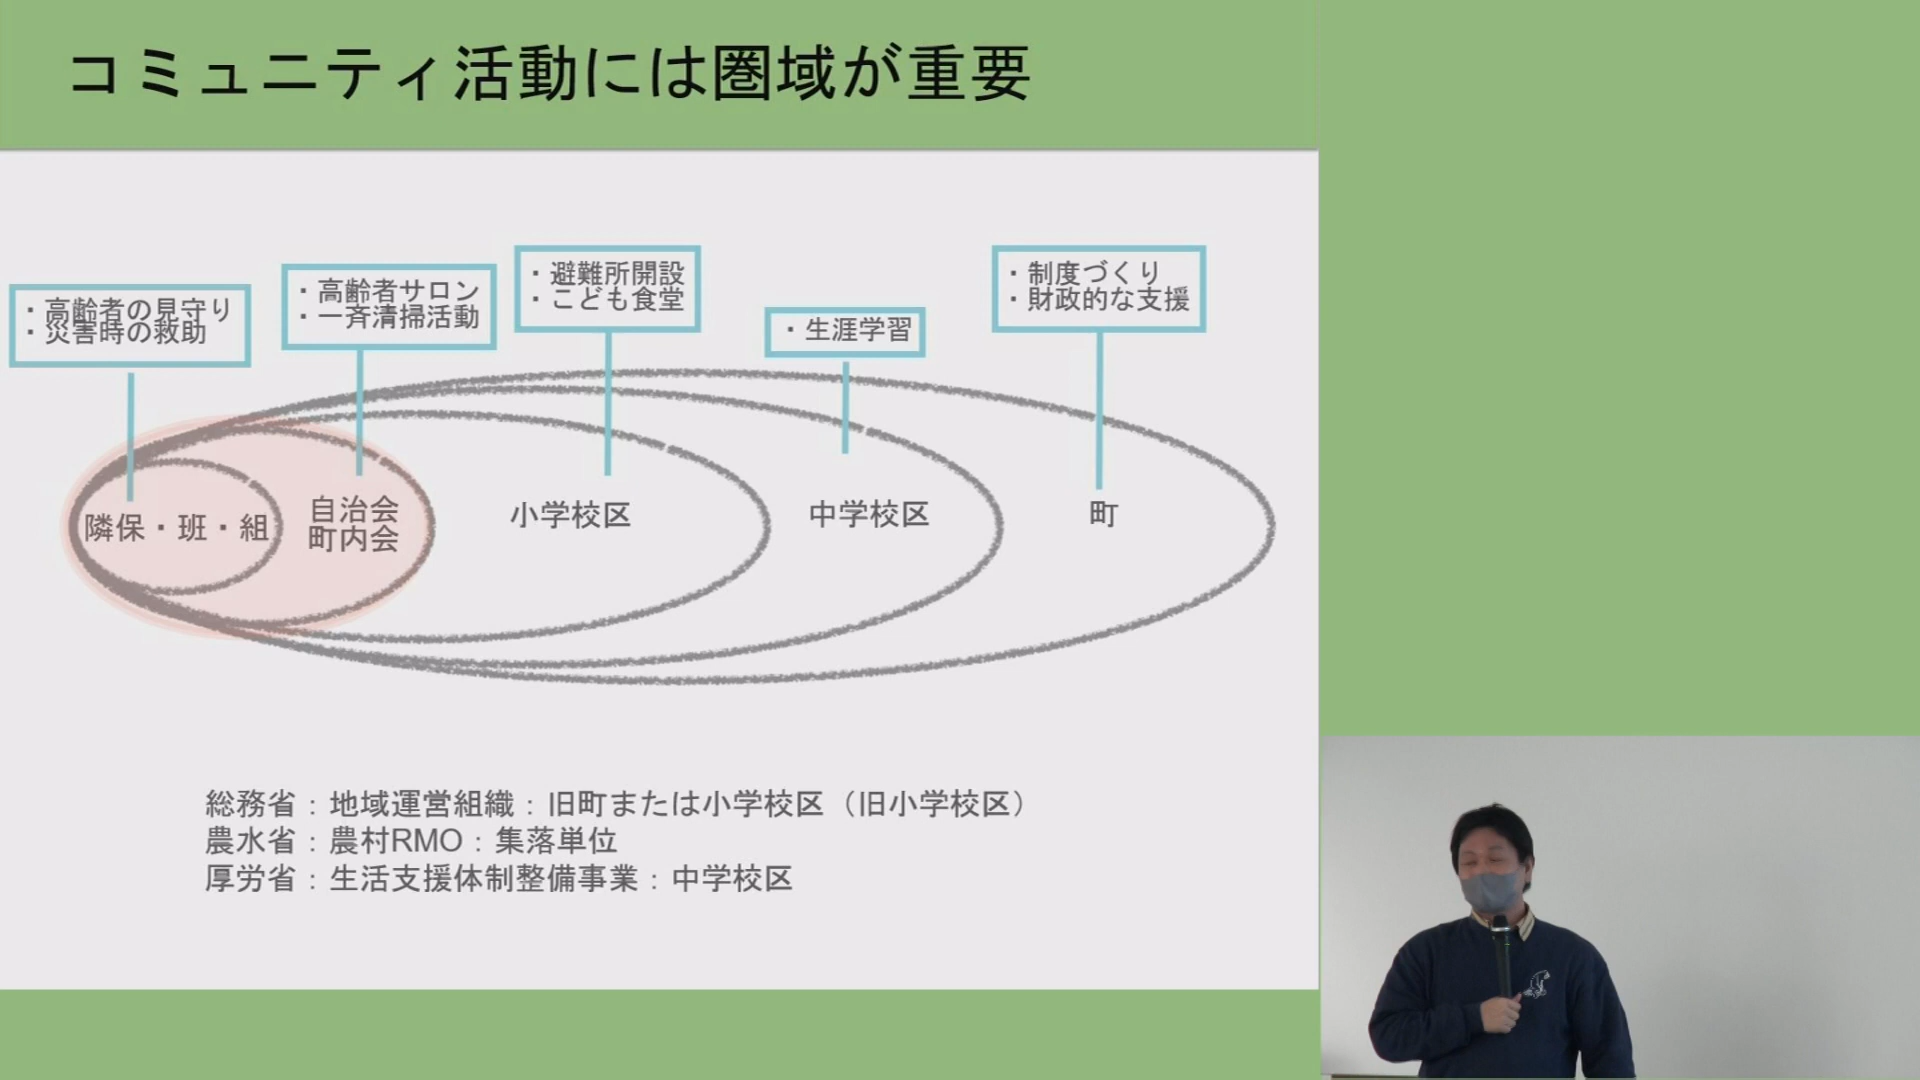 コミュニティ活動には圏域が重要
・高齢者の見守り
・災害時の救助
・高齢者サロン
・一斉清掃活動
・避難所開設
・こども食堂
・生涯学習
・制度づくり
・財政的な支援
隣保・班・組
自治会
町内会
小学校区
中学校区
町
総務省：地域運営組織：旧町または小学校区（旧小学校区）
農水省：農村RMO：集落単位
厚労省：生活支援体制整備事業：中学校区